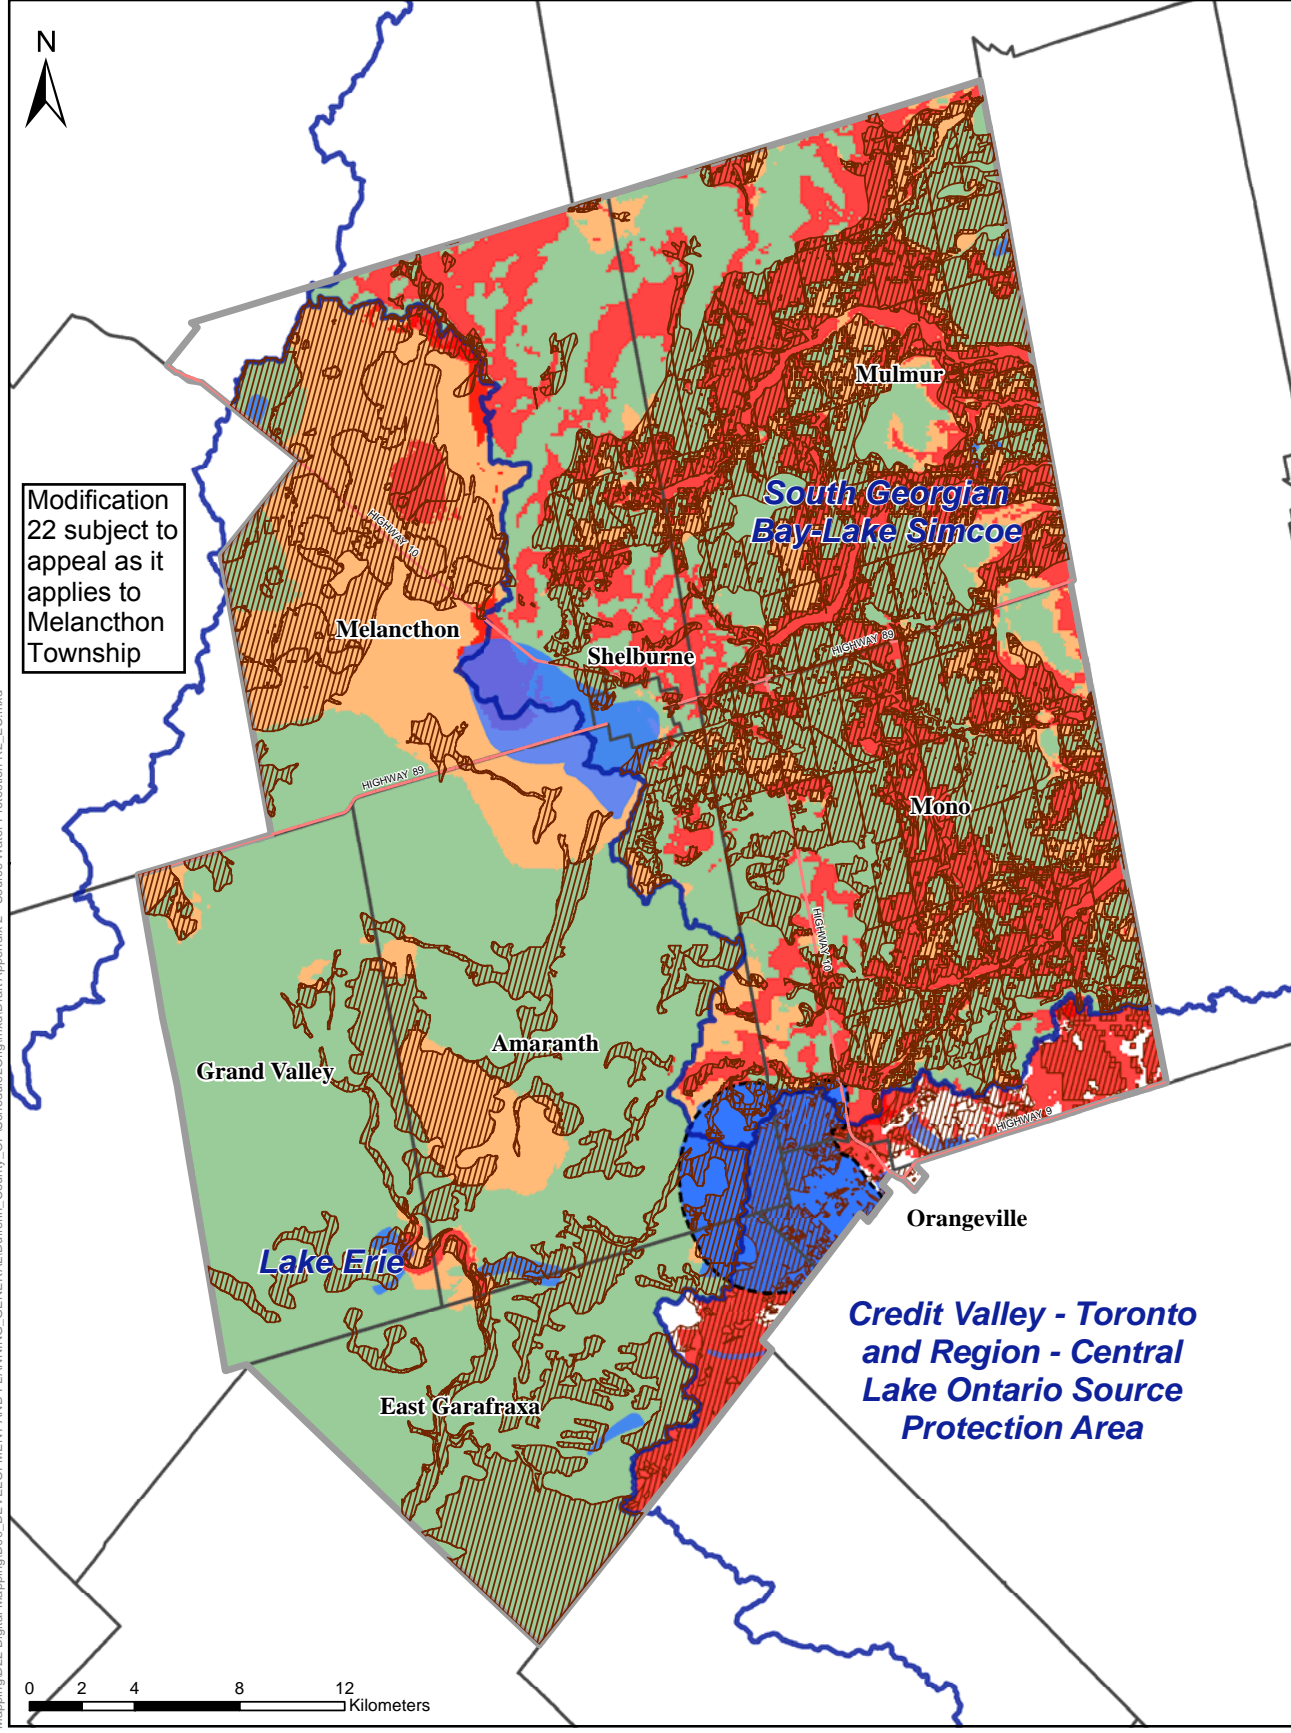 N
Mulmur
South Georgian
Bay-Lake Simcoe
Modification
22 subject to
appeal as it
applies to
Melancthon
Township
HIGHWAY 10
Melancthon
Shelburne
HIGHWAY 89
HIGHWAY 89
Mono
HIGHWAY 10
Amaranth
Grand Valley
HIGHWAY 9
Orangeville
Lake Erie
Credit Valley - Toronto
and Region - Central
Lake Ontario Source
Protection Area
East Garafraxa
0 2 4 8 12
Kilometers